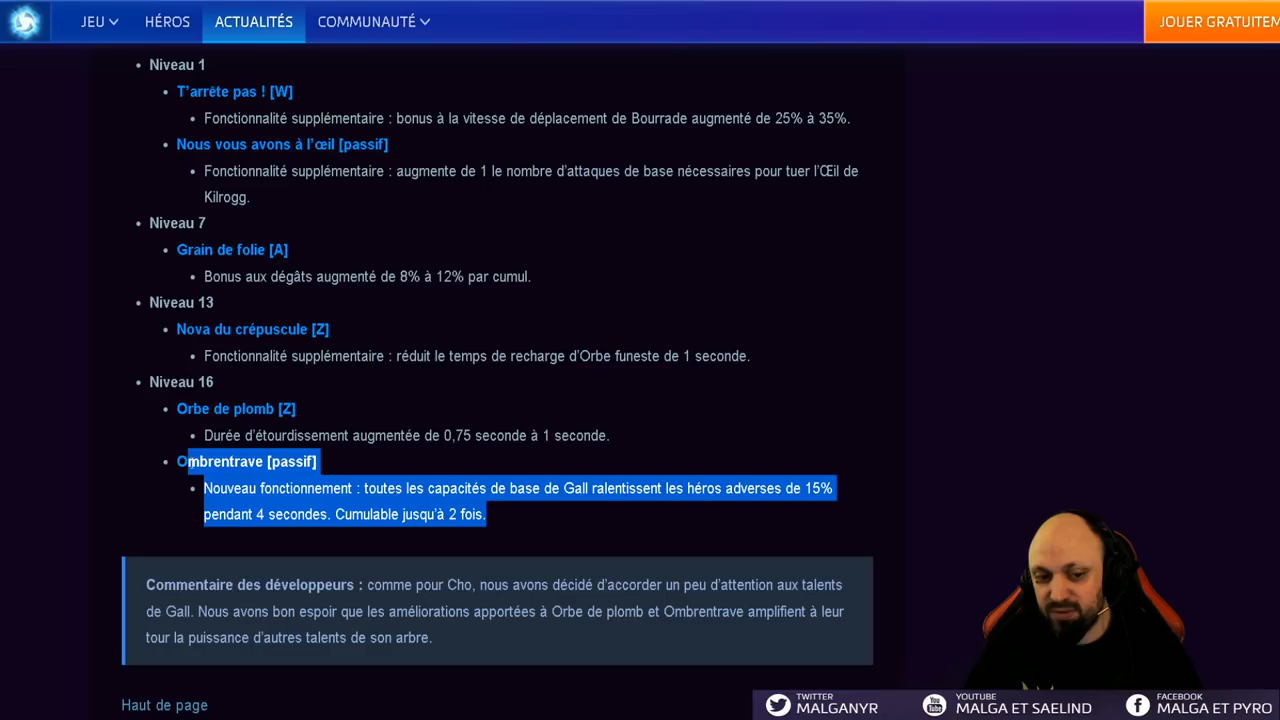 JEU HÉROS ACTUALITÉS COMMUNAUTÉ JOUER GRATUITEM
Niveau 1
T'arrête pas ! [W]
Fonctionnalité supplémentaire : bonus à la vitesse de déplacement de Bourrade augmenté de 25% à 35%.
Nous vous avons à l'œil [passif]
Fonctionnalité supplémentaire : augmente de 1 le nombre d'attaques de base nécessaires pour tuer l'Œil de
Kilrogg.
Niveau 7
Grain de folie [A]
Bonus aux dégâts augmenté de 8% à 12% par cumul.
Niveau 13
Nova du crépuscule [Z]
Fonctionnalité supplémentaire : réduit le temps de recharge d'Orbe funeste de 1 seconde.
Niveau 16
Orbe de plomb [Z]
Durée d'étourdissement augmentée de 0,75 seconde à 1 seconde.
Ombrentrave [passif]
Nouveau fonctionnement : toutes les capacités de base de Gall ralentissent les héros adverses de 15%
pendant 4 secondes. Cumulable jusqu'à 2 fois.
Commentaire des développeurs : comme pour Cho, nous avons décidé d'accorder un peu d'attention aux talents
de Gall. Nous avons bon espoir que les améliorations apportées à Orbe de plomb et Ombrentrave amplifient à leur
tour la puissance d'autres talents de son arbre.
Haut de page
TWITTER
MALGANYR
YOUTUBE
MALGA ET SAELIND
FACEBOOK
MALGA ET PYRO